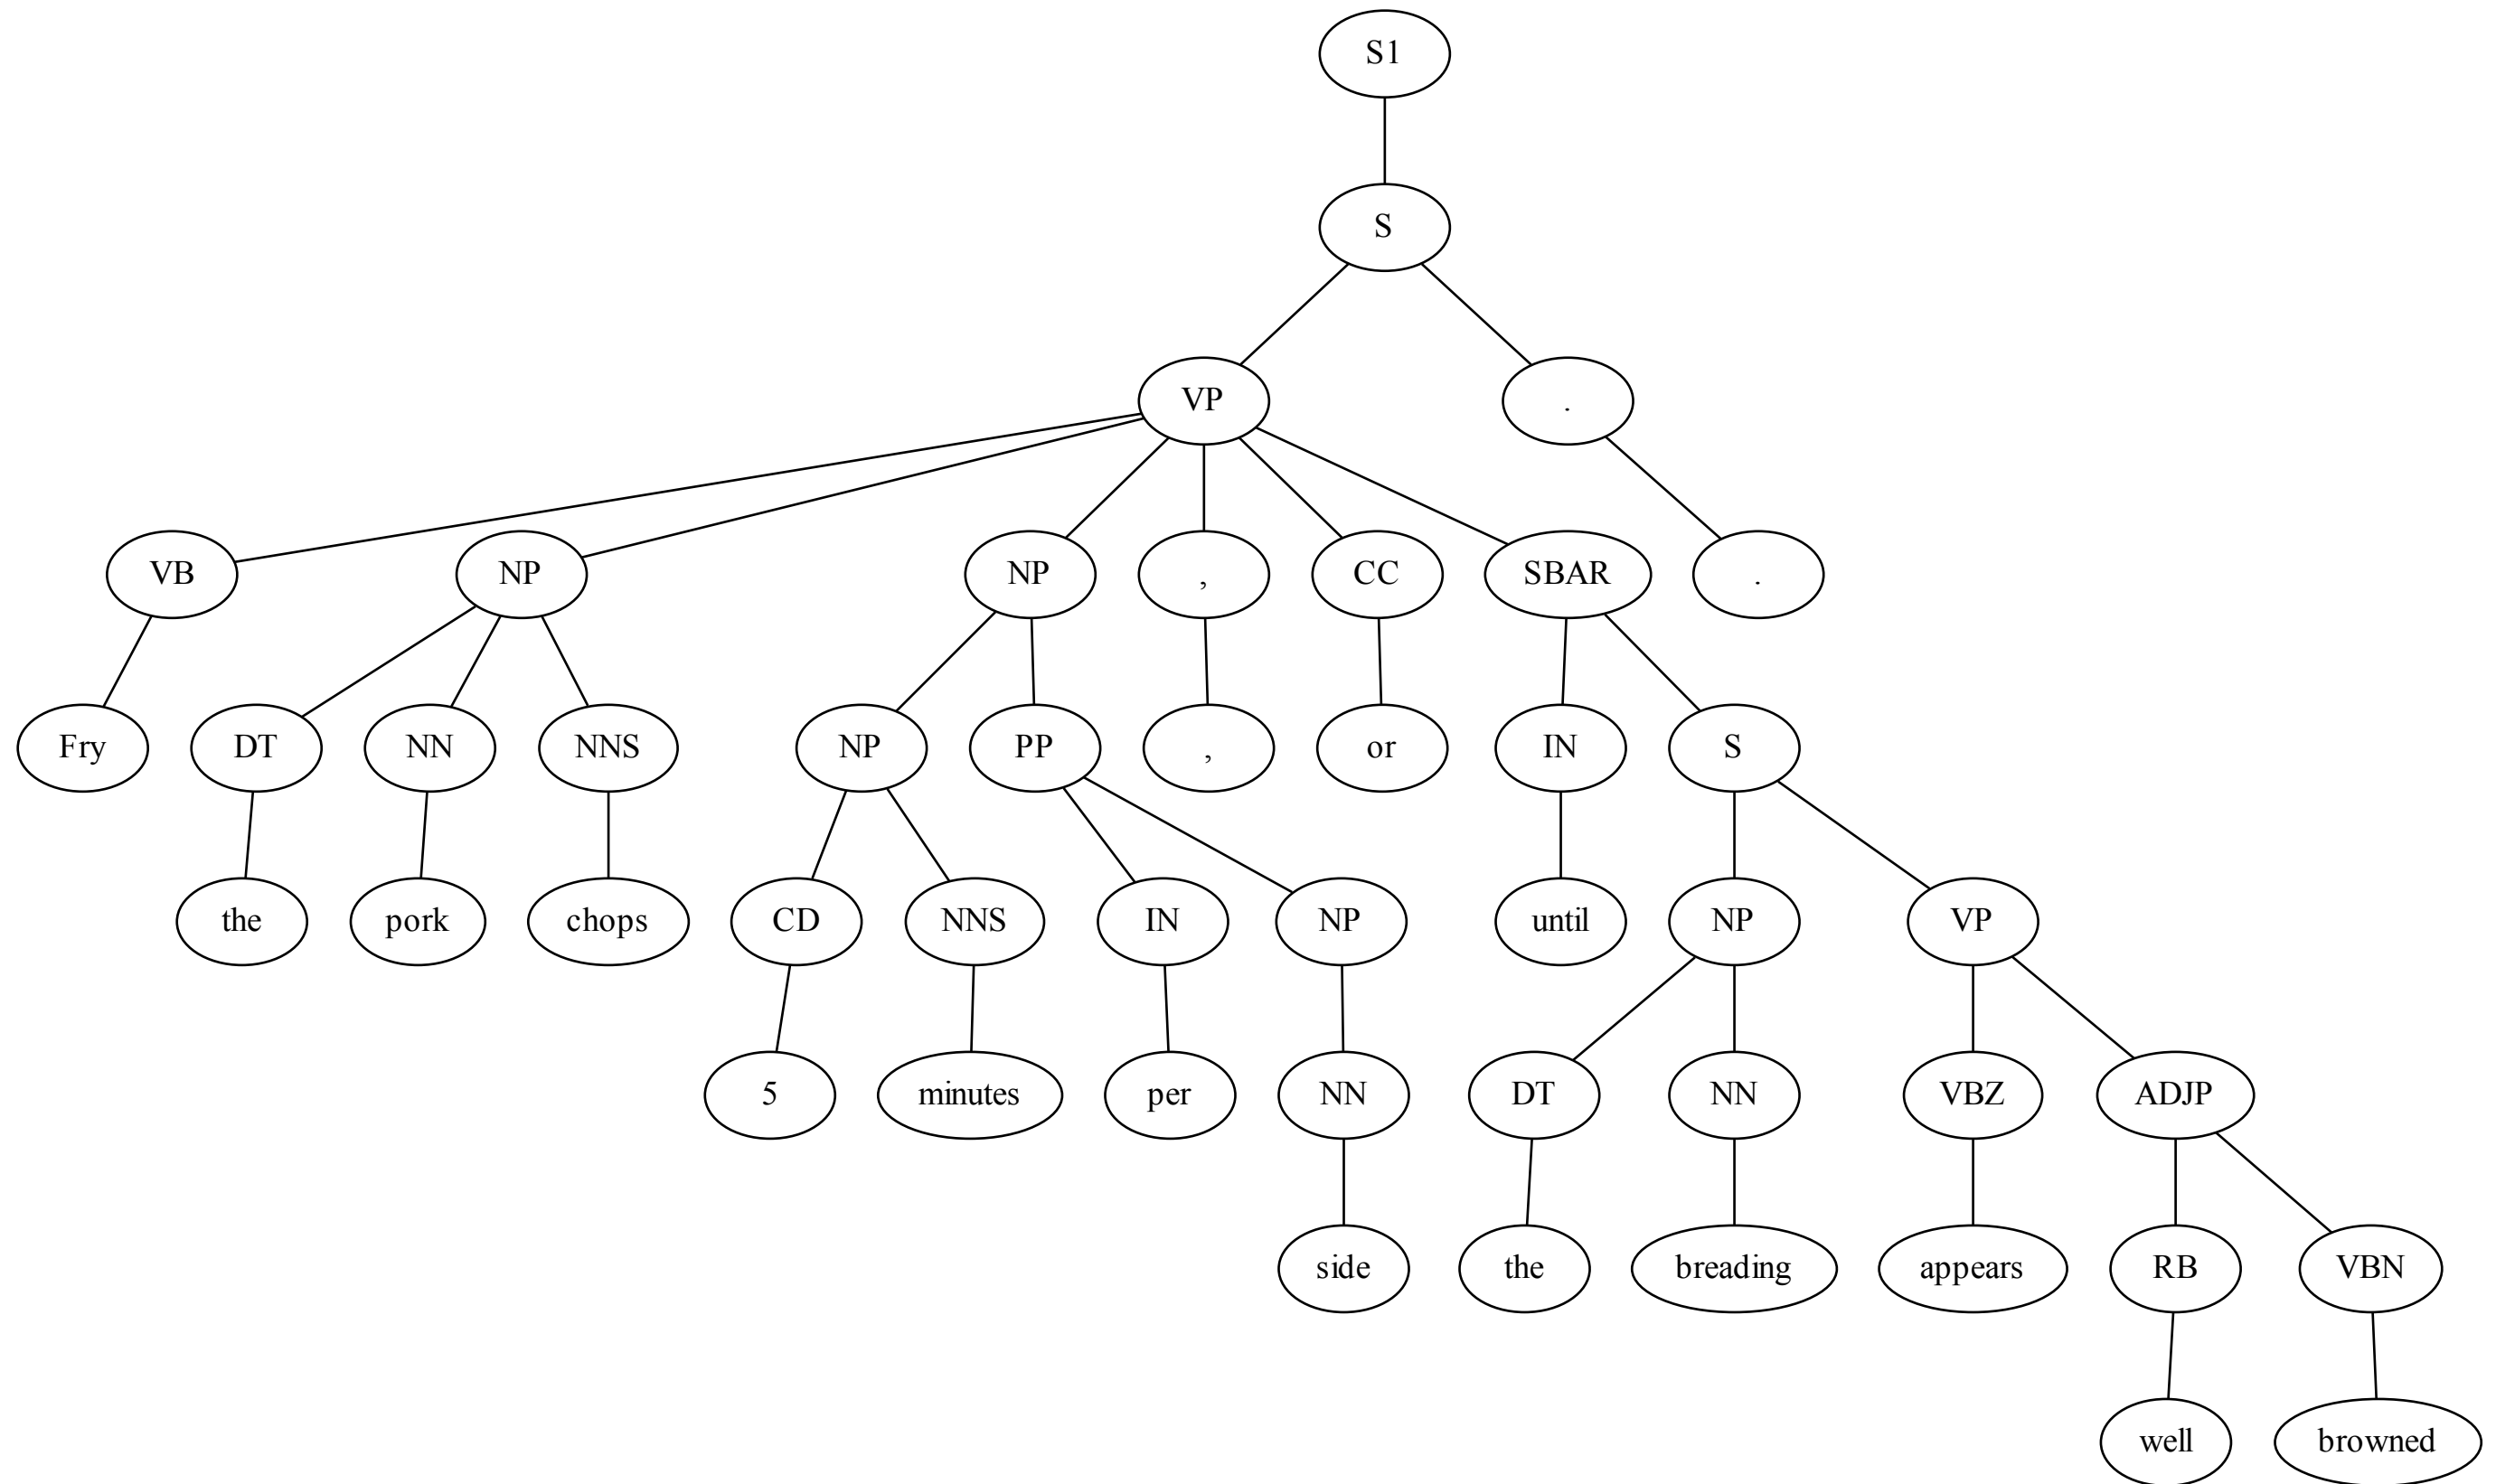 S1
S
VP .
VB NP NP , CC SBAR .
Fry DT NN NNS NP PP , or IN S
the pork chops CD NNS IN NP until NP VP
5 minutes per NN DT NN VBZ ADJP
side the breading appears RB VBN
well browned